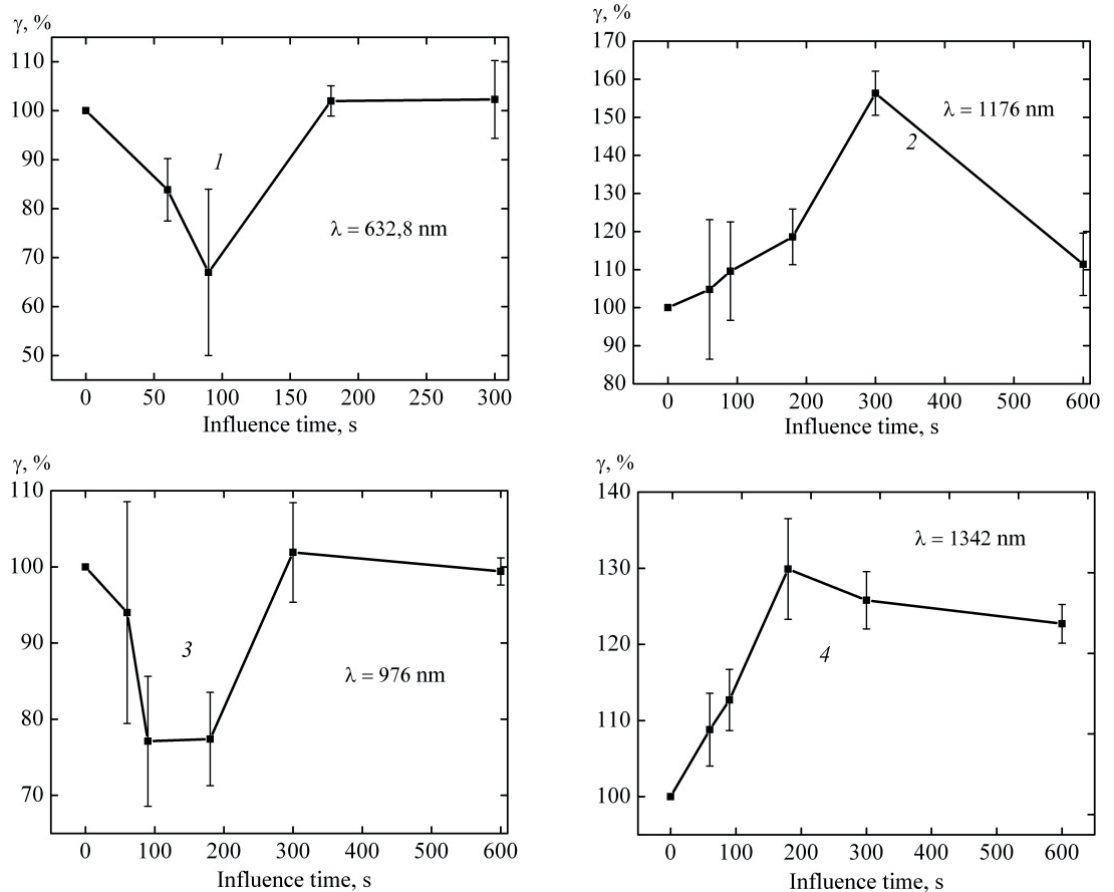 γ, %
110
100
90
80
70
60
50
1
λ = 632,8 nm
0 50 100 150 200 250 300
Influence time, s
γ, %
170
160
150
140
130
120
110
100
90
80
2
λ = 1176 nm
0 100 200 300 400 500 600
Influence time, s
γ, %
110
100
90
80
70
3
λ = 976 nm
0 100 200 300 400 500 600
Influence time, s
γ, %
140
130
120
110
100
4
λ = 1342 nm
0 100 200 300 400 500 600
Influence time, s